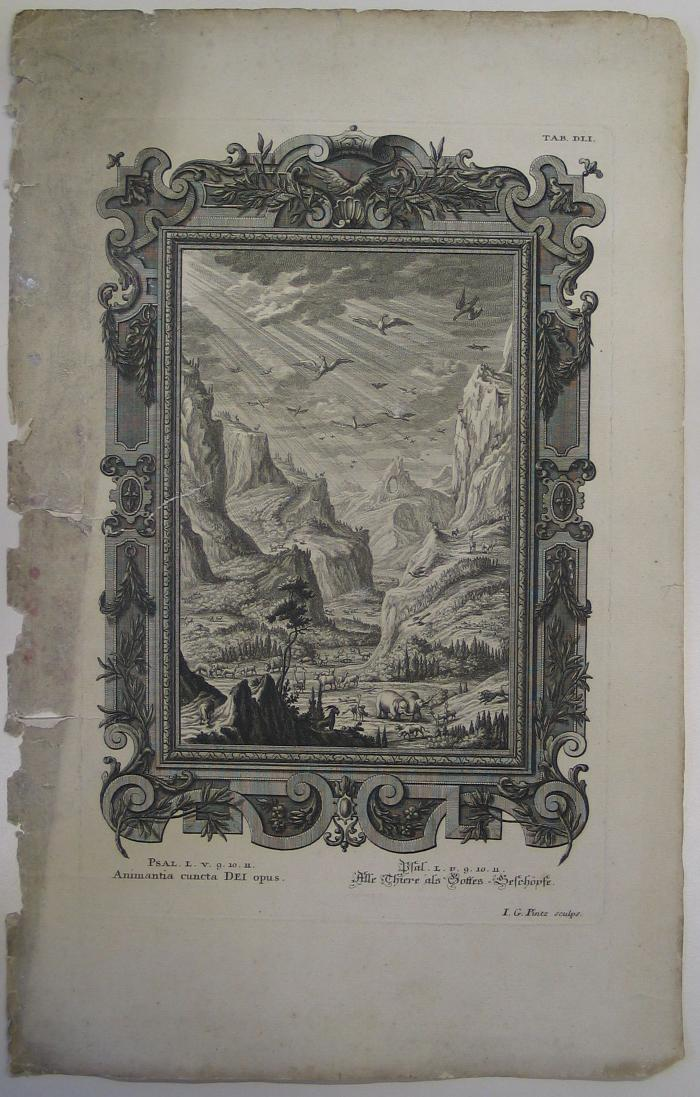 TAB. DLI.
PSAL. L. v. 9. 10. 11.
Animantia cuncta DEI opus.
Psal. L. v. 9. 10. 11.
Alle Thiere als Gottes-Geschöpfe.
I. G. Pintz sculps.